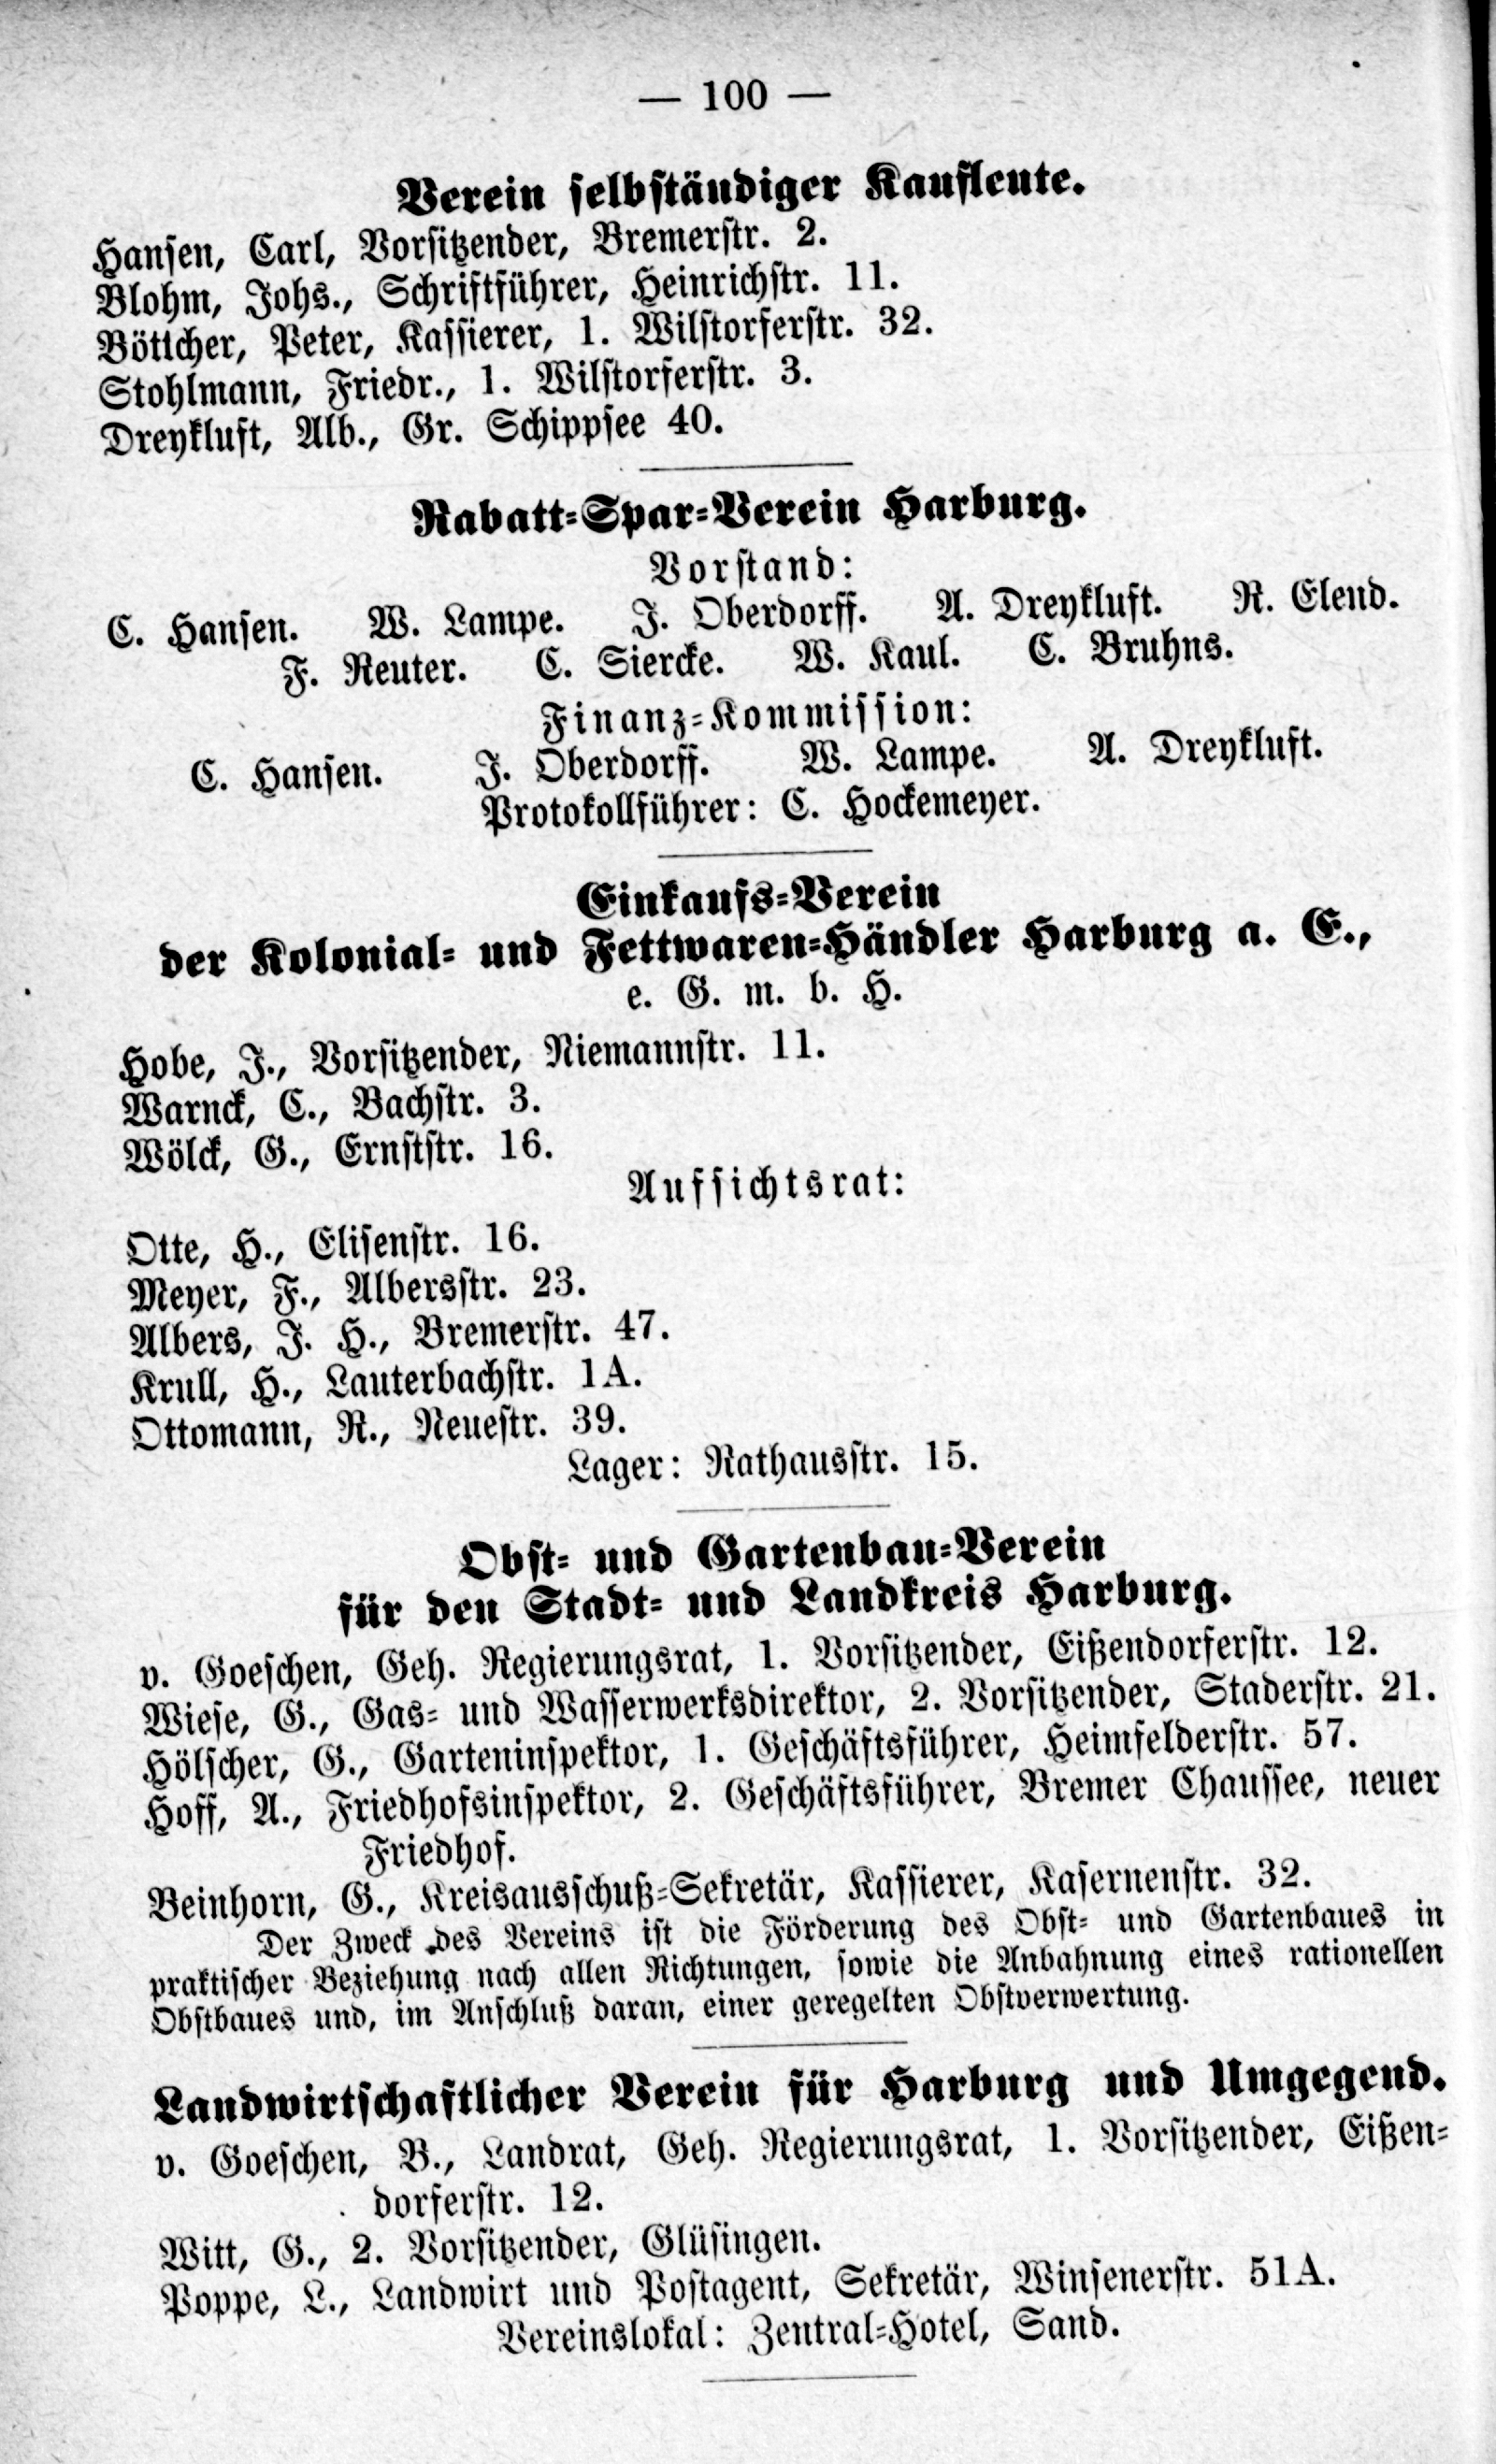 — 100 —
Verein selbständiger Kaufleute.
Hansen, Carl, Vorsitzender, Bremerstr. 2.
Blohm, Johs., Schriftführer, Heinrichstr. 11.
Böttcher, Peter, Kassierer, 1. Wilstorferstr. 32.
Stohlmann, Friedr., 1. Wilstorferstr. 3.
Dreykluft, Alb., Gr. Schippsee 40.
Rabatt-Spar-Verein Harburg.
Vorstand:
C. Hansen. W. Lampe. J. Oberdorff. A. Dreykluft. R. Elend.
F. Reuter. C. Siercke. W. Kaul. C. Bruhns.
Finanz-Kommission:
C. Hansen. J. Oberdorff. W. Lampe. A. Dreykluft.
Protokollführer: C. Hockemeyer.
Einkaufs-Verein
der Kolonial- und Fettwaren-Händler Harburg a. E.,
e. G. m. b. H.
Hobe, J., Vorsitzender, Niemannstr. 11.
Warnck, C., Bachstr. 3.
Wölck, G., Ernststr. 16.
Aufsichtsrat:
Otte, H., Elisenstr. 16.
Meyer, F., Albersstr. 23.
Albers, J. H., Bremerstr. 47.
Krull, H., Lauterbachstr. 1A.
Ottomann, R., Neuestr. 39.
Lager: Rathausstr. 15.
Obst- und Gartenbau-Verein
für den Stadt- und Landkreis Harburg.
v. Goeschen, Geh. Regierungsrat, 1. Vorsitzender, Eißendorferstr. 12.
Wiese, G., Gas- und Wasserwerksdirektor, 2. Vorsitzender, Staderstr. 21.
Hölscher, G., Garteninspektor, 1. Geschäftsführer, Heimfelderstr. 57.
Hoff, A., Friedhofsinspektor, 2. Geschäftsführer, Bremer Chaussee, neuer
Friedhof.
Beinhorn, G., Kreisausschuß-Sekretär, Kassierer, Kasernenstr. 32.
Der Zweck des Vereins ist die Förderung des Obst- und Gartenbaues in
praktischer Beziehung nach allen Richtungen, sowie die Anbahnung eines rationellen
Obstbaues und, im Anschluß daran, einer geregelten Obstverwertung.
Landwirtschaftlicher Verein für Harburg und Umgegend.
v. Goeschen, B., Landrat, Geh. Regierungsrat, 1. Vorsitzender, Eißen-
dorferstr. 12.
Witt, G., 2. Vorsitzender, Glüsingen.
Poppe, L., Landwirt und Postagent, Sekretär, Winsenerstr. 51A.
Vereinslokal: Zentral-Hotel, Sand.